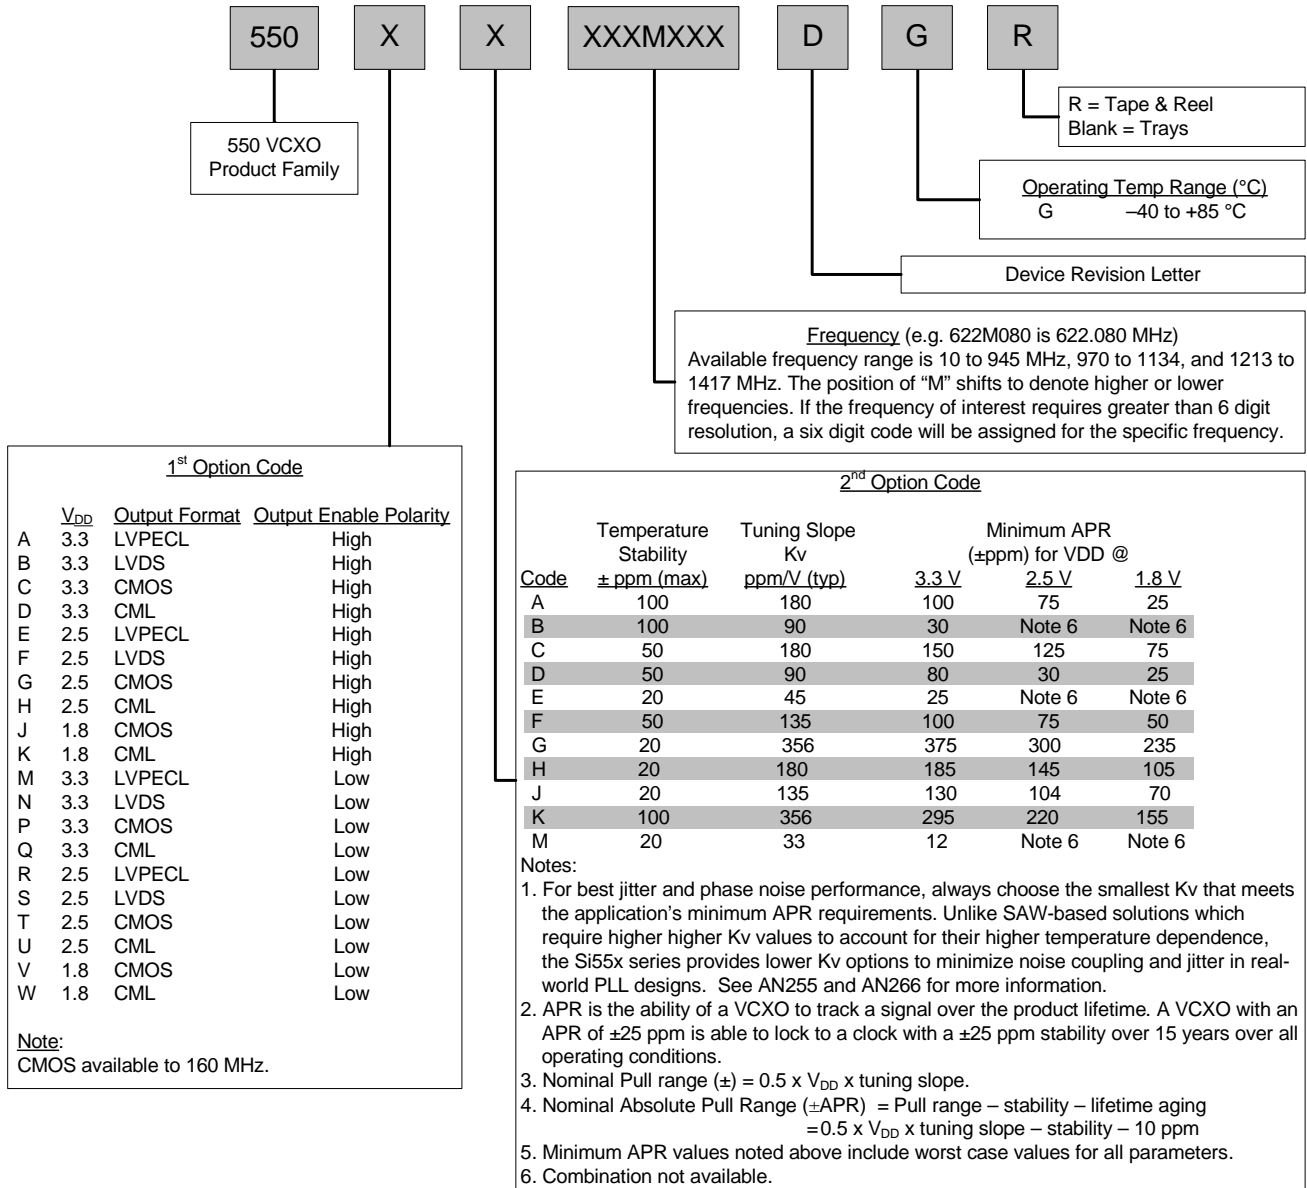 550 X X XXXMXXX D G R
R = Tape & Reel
Blank = Trays
550 VCXO
Product Family
Operating Temp Range (°C)
G –40 to +85 °C
Device Revision Letter
Frequency (e.g. 622M080 is 622.080 MHz)
Available frequency range is 10 to 945 MHz, 970 to 1134, and 1213 to
1417 MHz. The position of “M” shifts to denote higher or lower
frequencies. If the frequency of interest requires greater than 6 digit
resolution, a six digit code will be assigned for the specific frequency.
1st Option Code
VDD Output Format Output Enable Polarity
A 3.3 LVPECL High
B 3.3 LVDS High
C 3.3 CMOS High
D 3.3 CML High
E 2.5 LVPECL High
F 2.5 LVDS High
G 2.5 CMOS High
H 2.5 CML High
J 1.8 CMOS High
K 1.8 CML High
M 3.3 LVPECL Low
N 3.3 LVDS Low
P 3.3 CMOS Low
Q 3.3 CML Low
R 2.5 LVPECL Low
S 2.5 LVDS Low
T 2.5 CMOS Low
U 2.5 CML Low
V 1.8 CMOS Low
W 1.8 CML Low
Note:
CMOS available to 160 MHz.
2nd Option Code
Temperature Tuning Slope Minimum APR
Stability Kv (±ppm) for VDD @
Code ± ppm (max) ppm/V (typ) 3.3 V 2.5 V 1.8 V
A 100 180 100 75 25
B 100 90 30 Note 6 Note 6
C 50 180 150 125 75
D 50 90 80 30 25
E 20 45 25 Note 6 Note 6
F 50 135 100 75 50
G 20 356 375 300 235
H 20 180 185 145 105
J 20 135 130 104 70
K 100 356 295 220 155
M 20 33 12 Note 6 Note 6
Notes:
1. For best jitter and phase noise performance, always choose the smallest Kv that meets
the application’s minimum APR requirements. Unlike SAW-based solutions which
require higher higher Kv values to account for their higher temperature dependence,
the Si55x series provides lower Kv options to minimize noise coupling and jitter in real-
world PLL designs. See AN255 and AN266 for more information.
2. APR is the ability of a VCXO to track a signal over the product lifetime. A VCXO with an
APR of ±25 ppm is able to lock to a clock with a ±25 ppm stability over 15 years over all
operating conditions.
3. Nominal Pull range (±) = 0.5 x VDD x tuning slope.
4. Nominal Absolute Pull Range (±APR) = Pull range – stability – lifetime aging
= 0.5 x VDD x tuning slope – stability – 10 ppm
5. Minimum APR values noted above include worst case values for all parameters.
6. Combination not available.